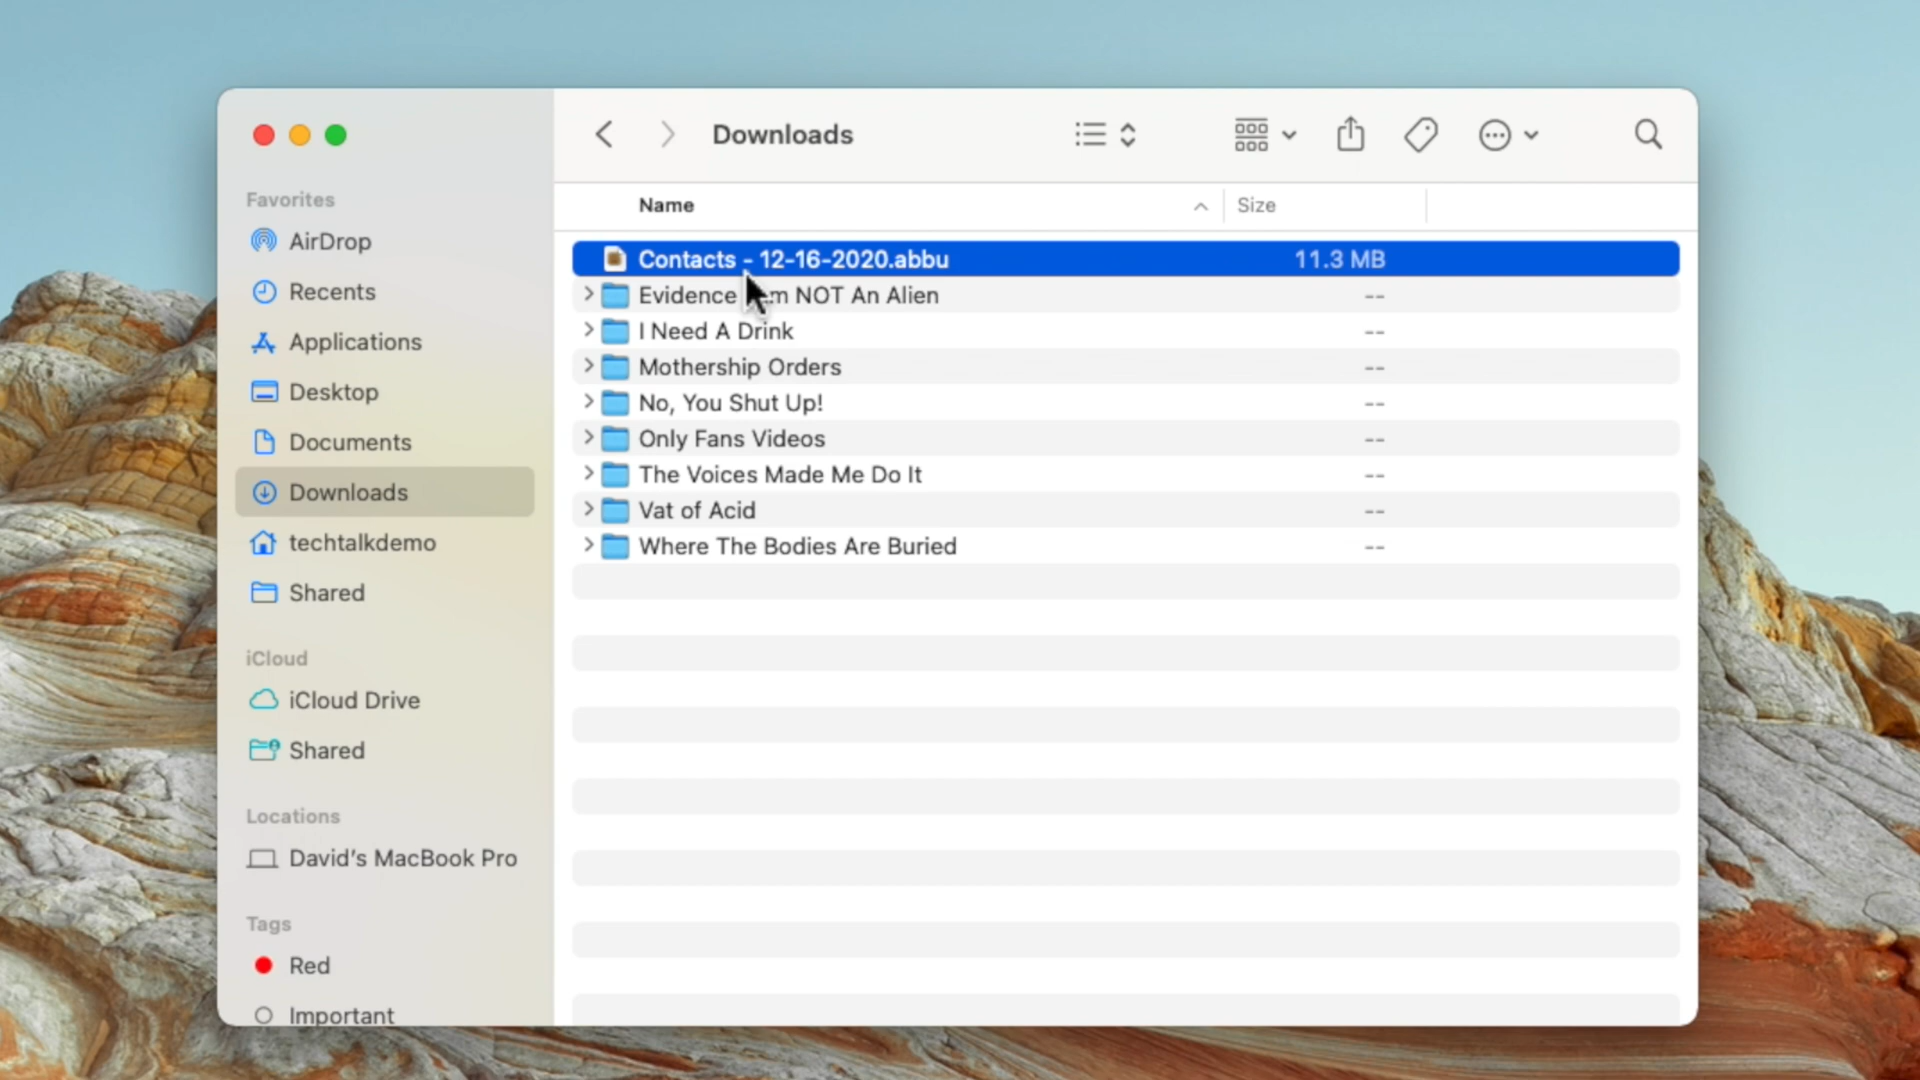 Downloads
Favorites
AirDrop
Recents
Applications
Desktop
Documents
Downloads
techtalkdemo
Shared
iCloud
iCloud Drive
Shared
Locations
David’s MacBook Pro
Tags
Red
Important
Name Size
Contacts - 12-16-2020.abbu 11.3 MB
Evidence m NOT An Alien --
I Need A Drink --
Mothership Orders --
No, You Shut Up! --
Only Fans Videos --
The Voices Made Me Do It --
Vat of Acid --
Where The Bodies Are Buried --